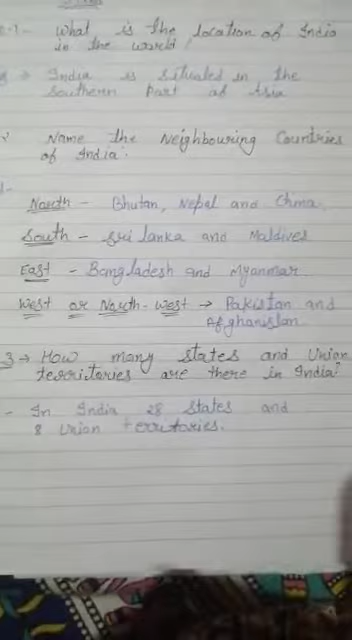 Q.1- What is the location of India
in the world
→ India is situated in the
Southern Part of Asia
Name the Neighbouring Countries
of India.
North - Bhutan, Nepal and China.
South - Sri lanka and Maldives
East - Bangladesh and Myanmar
West or North-west → Pakistan and
Afghanistan
3 → How many states and Union
territories are there in India?
- In India 28 states and
8 Union territories.